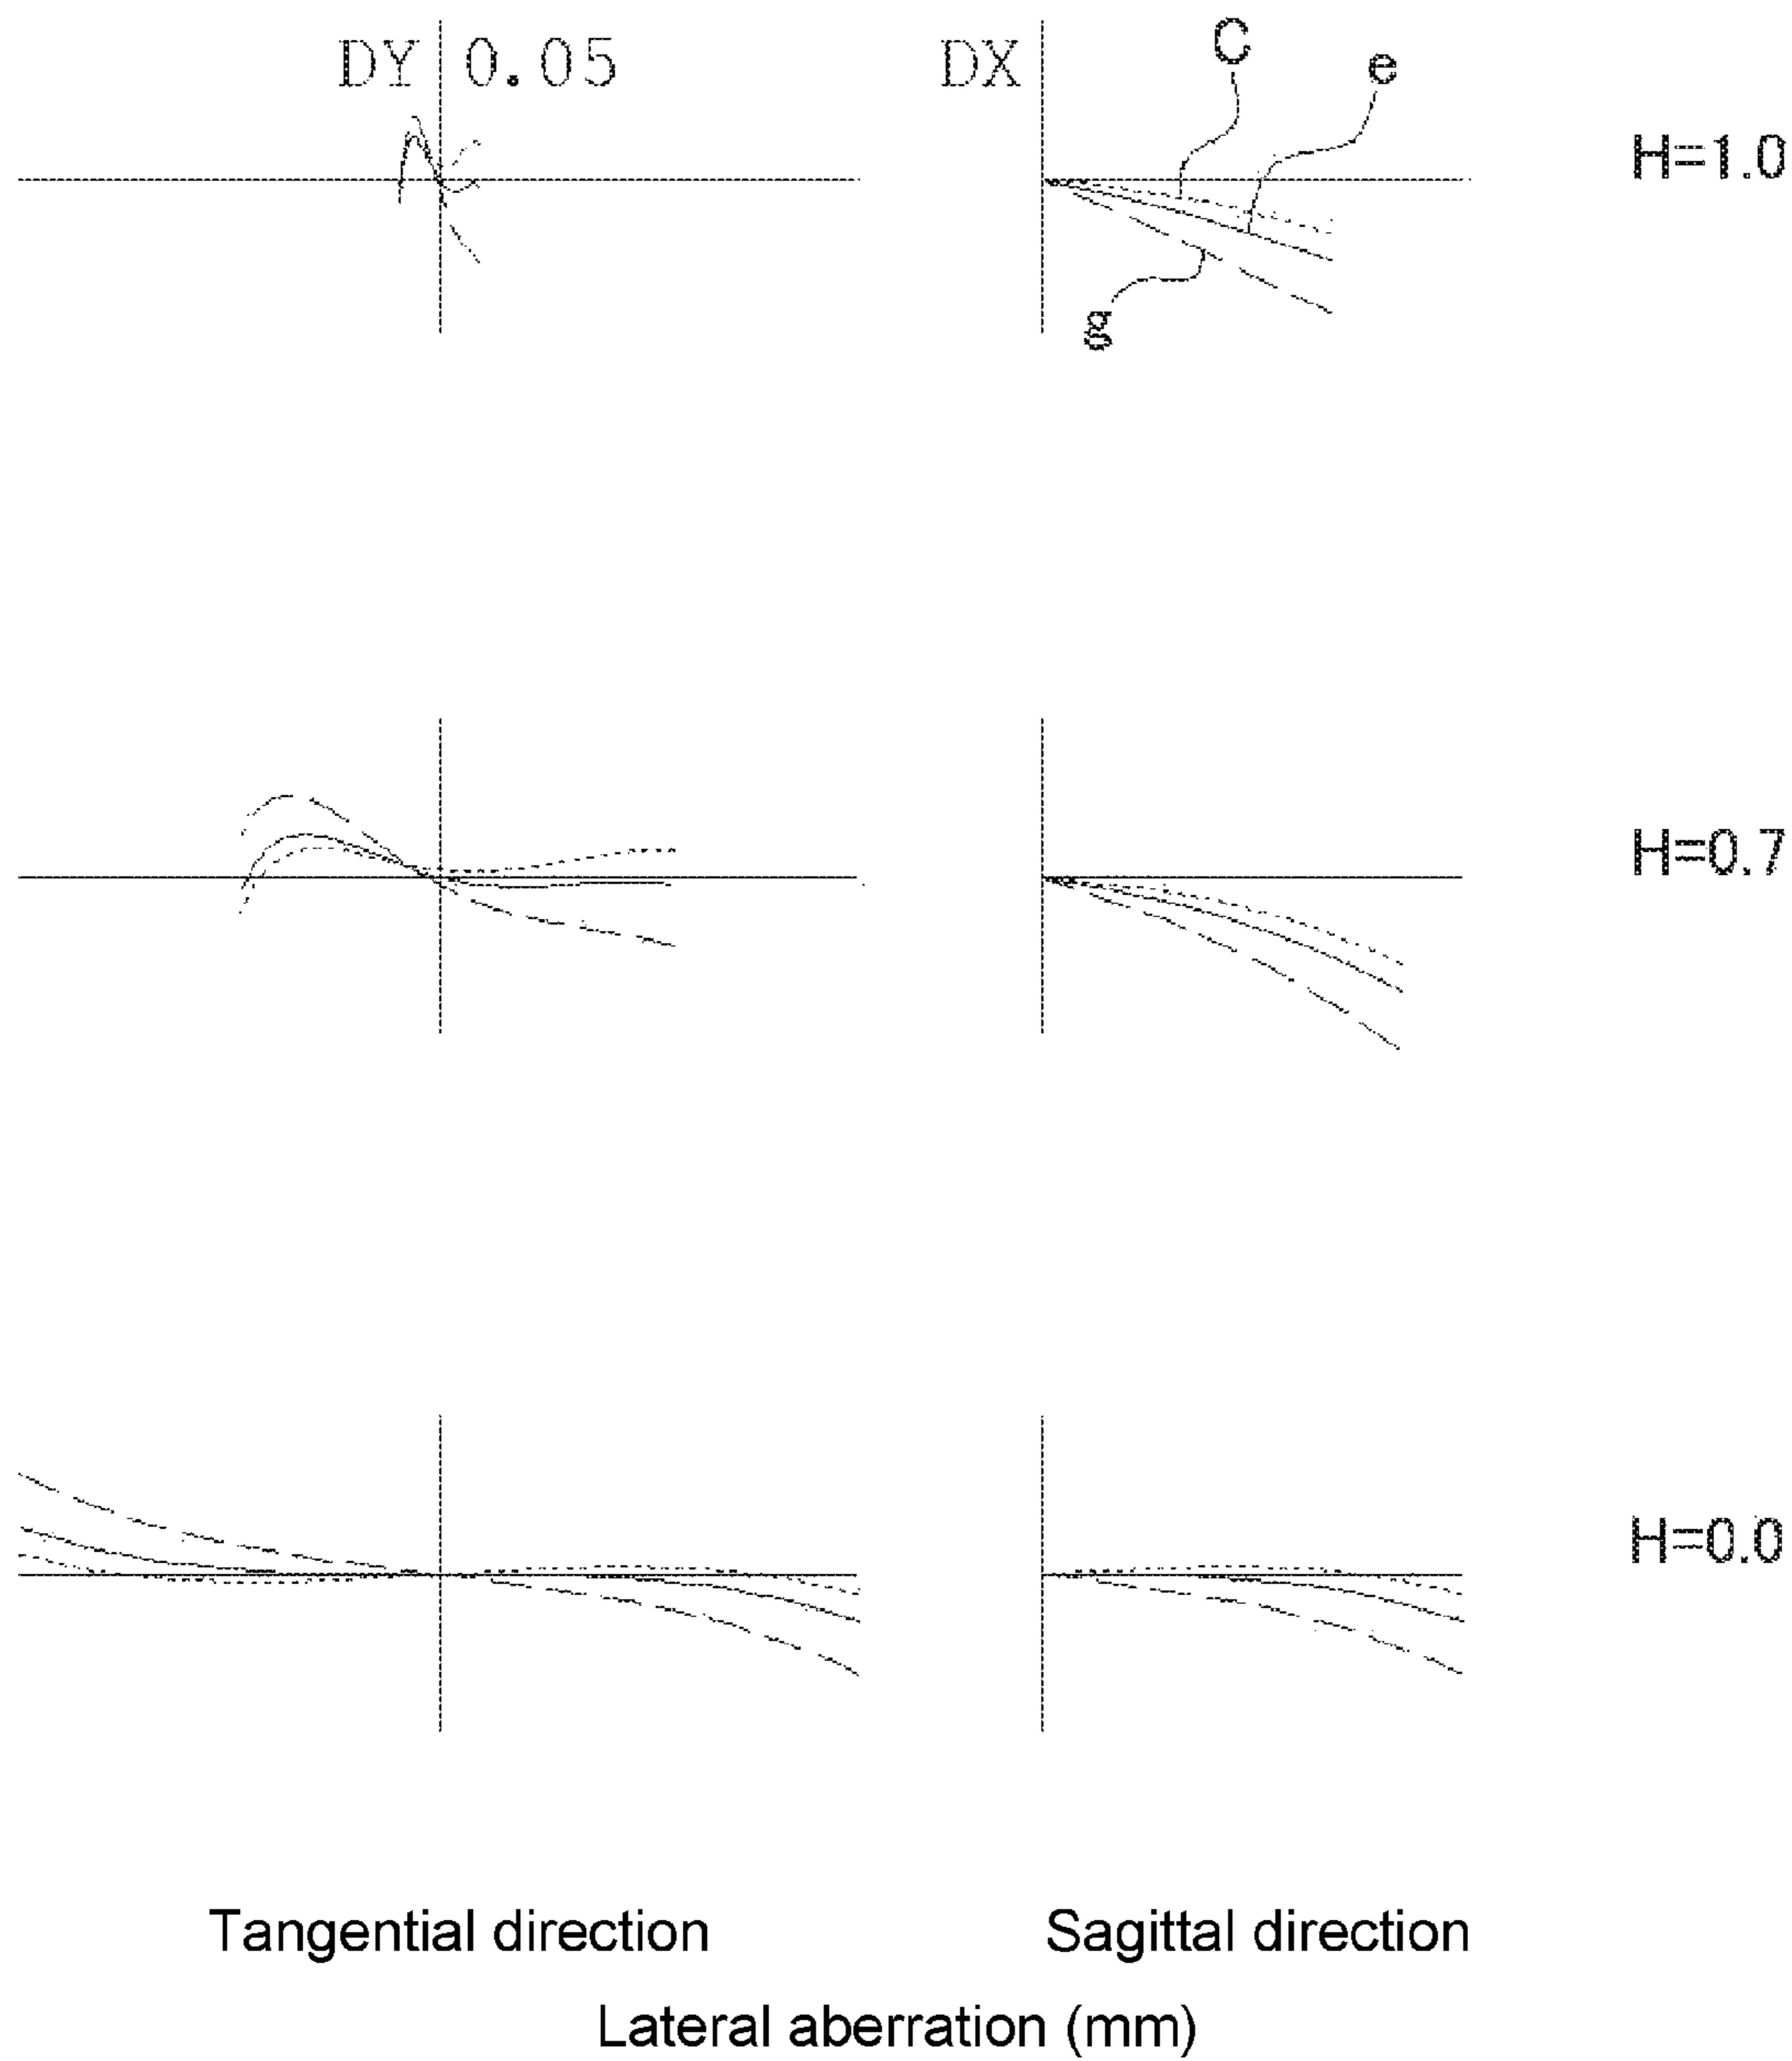 DY 0.05 DX C e H=1.0
g
H=0.7
H=0.0
Tangential direction Sagittal direction
Lateral aberration (mm)